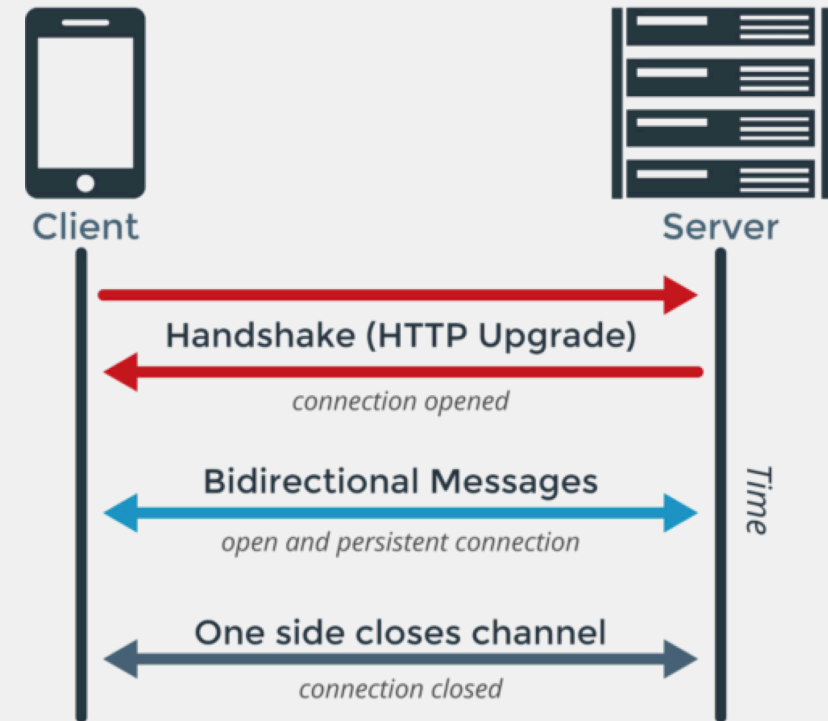 Client
Server
Handshake (HTTP Upgrade)
connection opened
Bidirectional Messages
open and persistent connection
Time
One side closes channel
connection closed